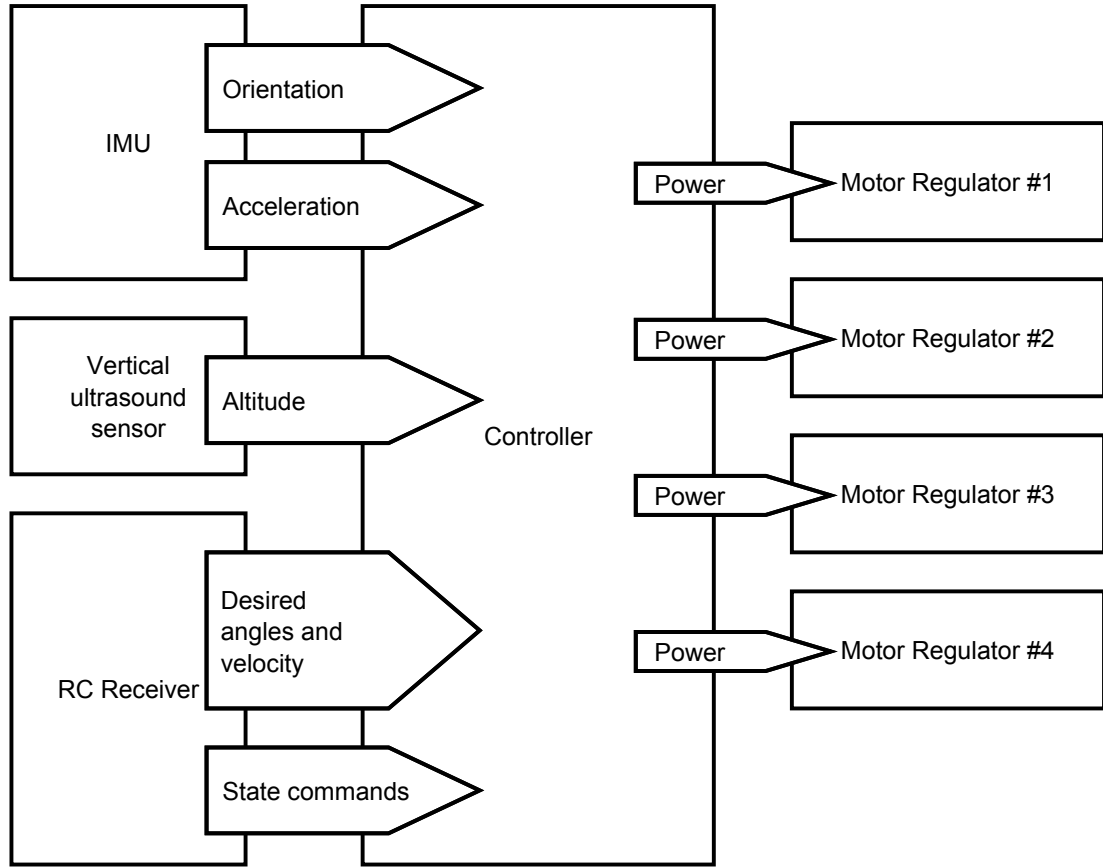 IMU
Orientation
Acceleration
Vertical
ultrasound
sensor
Altitude
RC Receiver
Desired
angles and
velocity
State commands
Controller
Power
Motor Regulator #1
Power
Motor Regulator #2
Power
Motor Regulator #3
Power
Motor Regulator #4